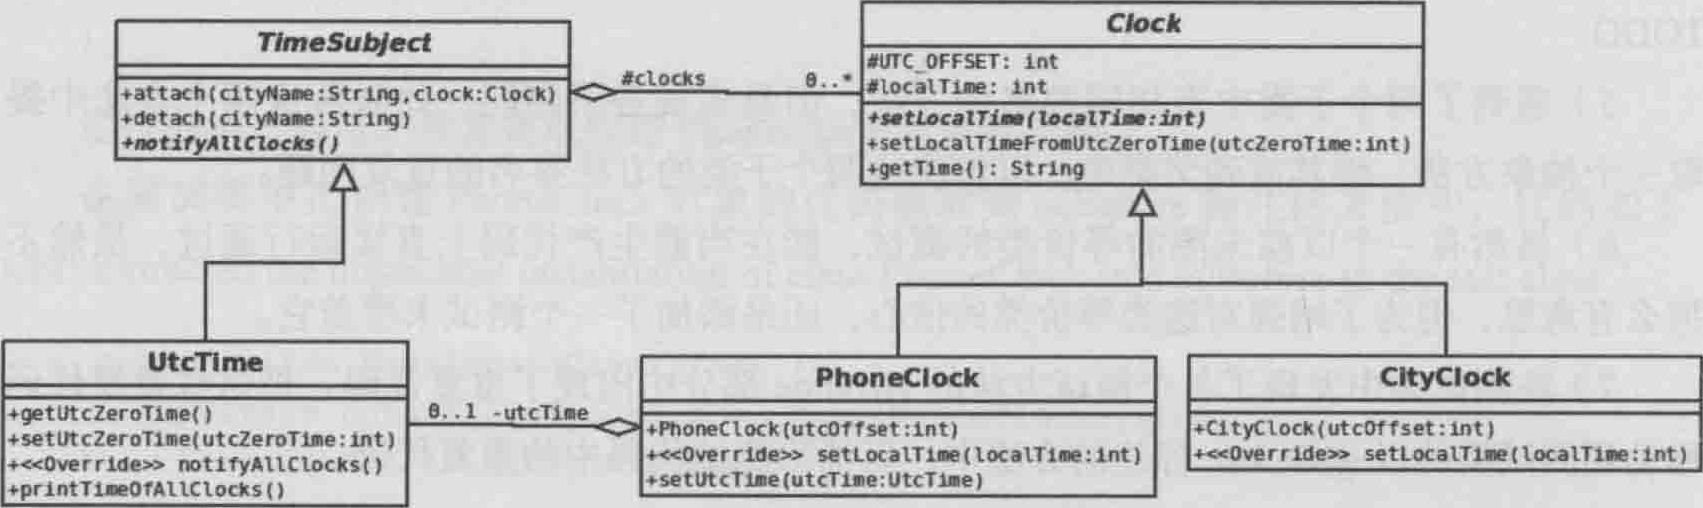 TimeSubject
+attach(cityName:String,clock:Clock)
+detach(cityName:String)
+notifyAllClocks()
#clocks
0..*
Clock
#UTC_OFFSET: int
#localTime: int
+setLocalTime(localTime:int)
+setLocalTimeFromUtcZeroTime(utcZeroTime:int)
+getTime(): String
UtcTime
+getUtcZeroTime()
+setUtcZeroTime(utcZeroTime:int)
+<<Override>> notifyAllClocks()
+printTimeOfAllClocks()
0..1 -utcTime
PhoneClock
+PhoneClock(utcOffset:int)
+<<Override>> setLocalTime(localTime:int)
+setUtcTime(utcTime:UtcTime)
CityClock
+CityClock(utcOffset:int)
+<<Override>> setLocalTime(localTime:int)